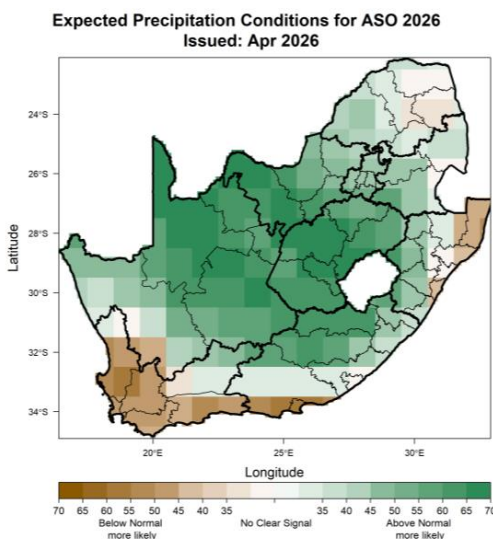 Expected Precipitation Conditions for ASO 2026
Issued: Apr 2026
24°S
26°S
28°S
30°S
32°S
34°S
Latitude
20°E 25°E 30°E
Longitude
70 65 60 55 50 45 40 35 35 40 45 50 55 60 65 70
Below Normal No Clear Signal Above Normal
more likely more likely